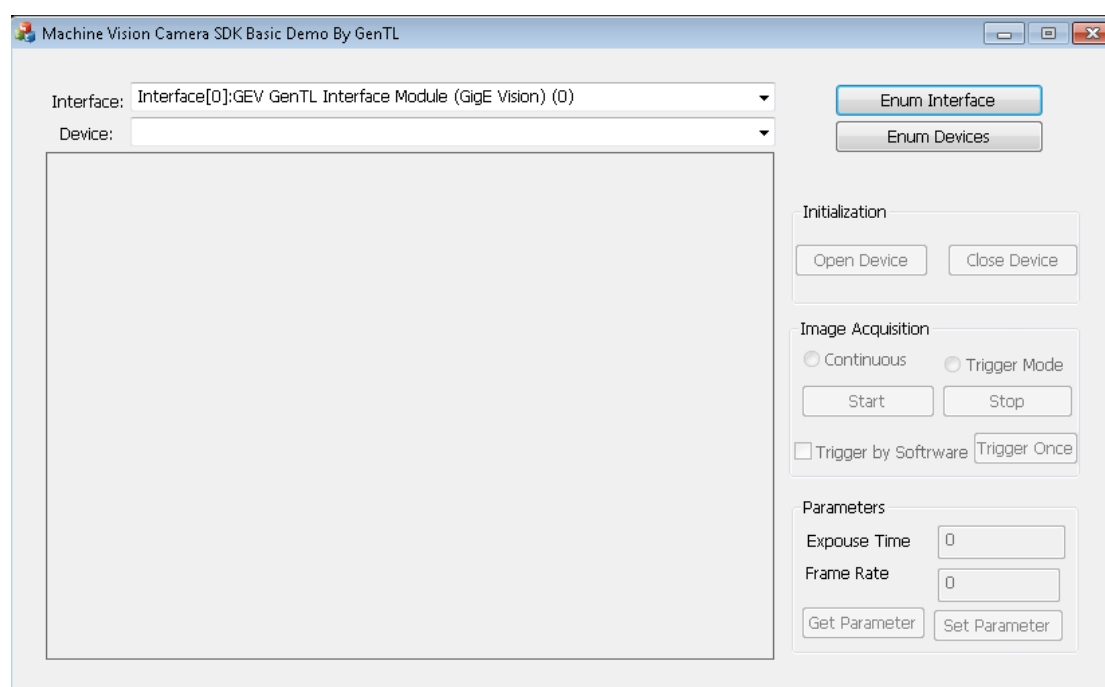 Machine Vision Camera SDK Basic Demo By GenTL
Interface: Interface[0]:GEV GenTL Interface Module (GigE Vision) (0)
Enum Interface
Device:
Enum Devices
Initialization
Open Device Close Device
Image Acquisition
Continuous Trigger Mode
Start Stop
Trigger by Softrware Trigger Once
Parameters
Expouse Time 0
Frame Rate 0
Get Parameter Set Parameter